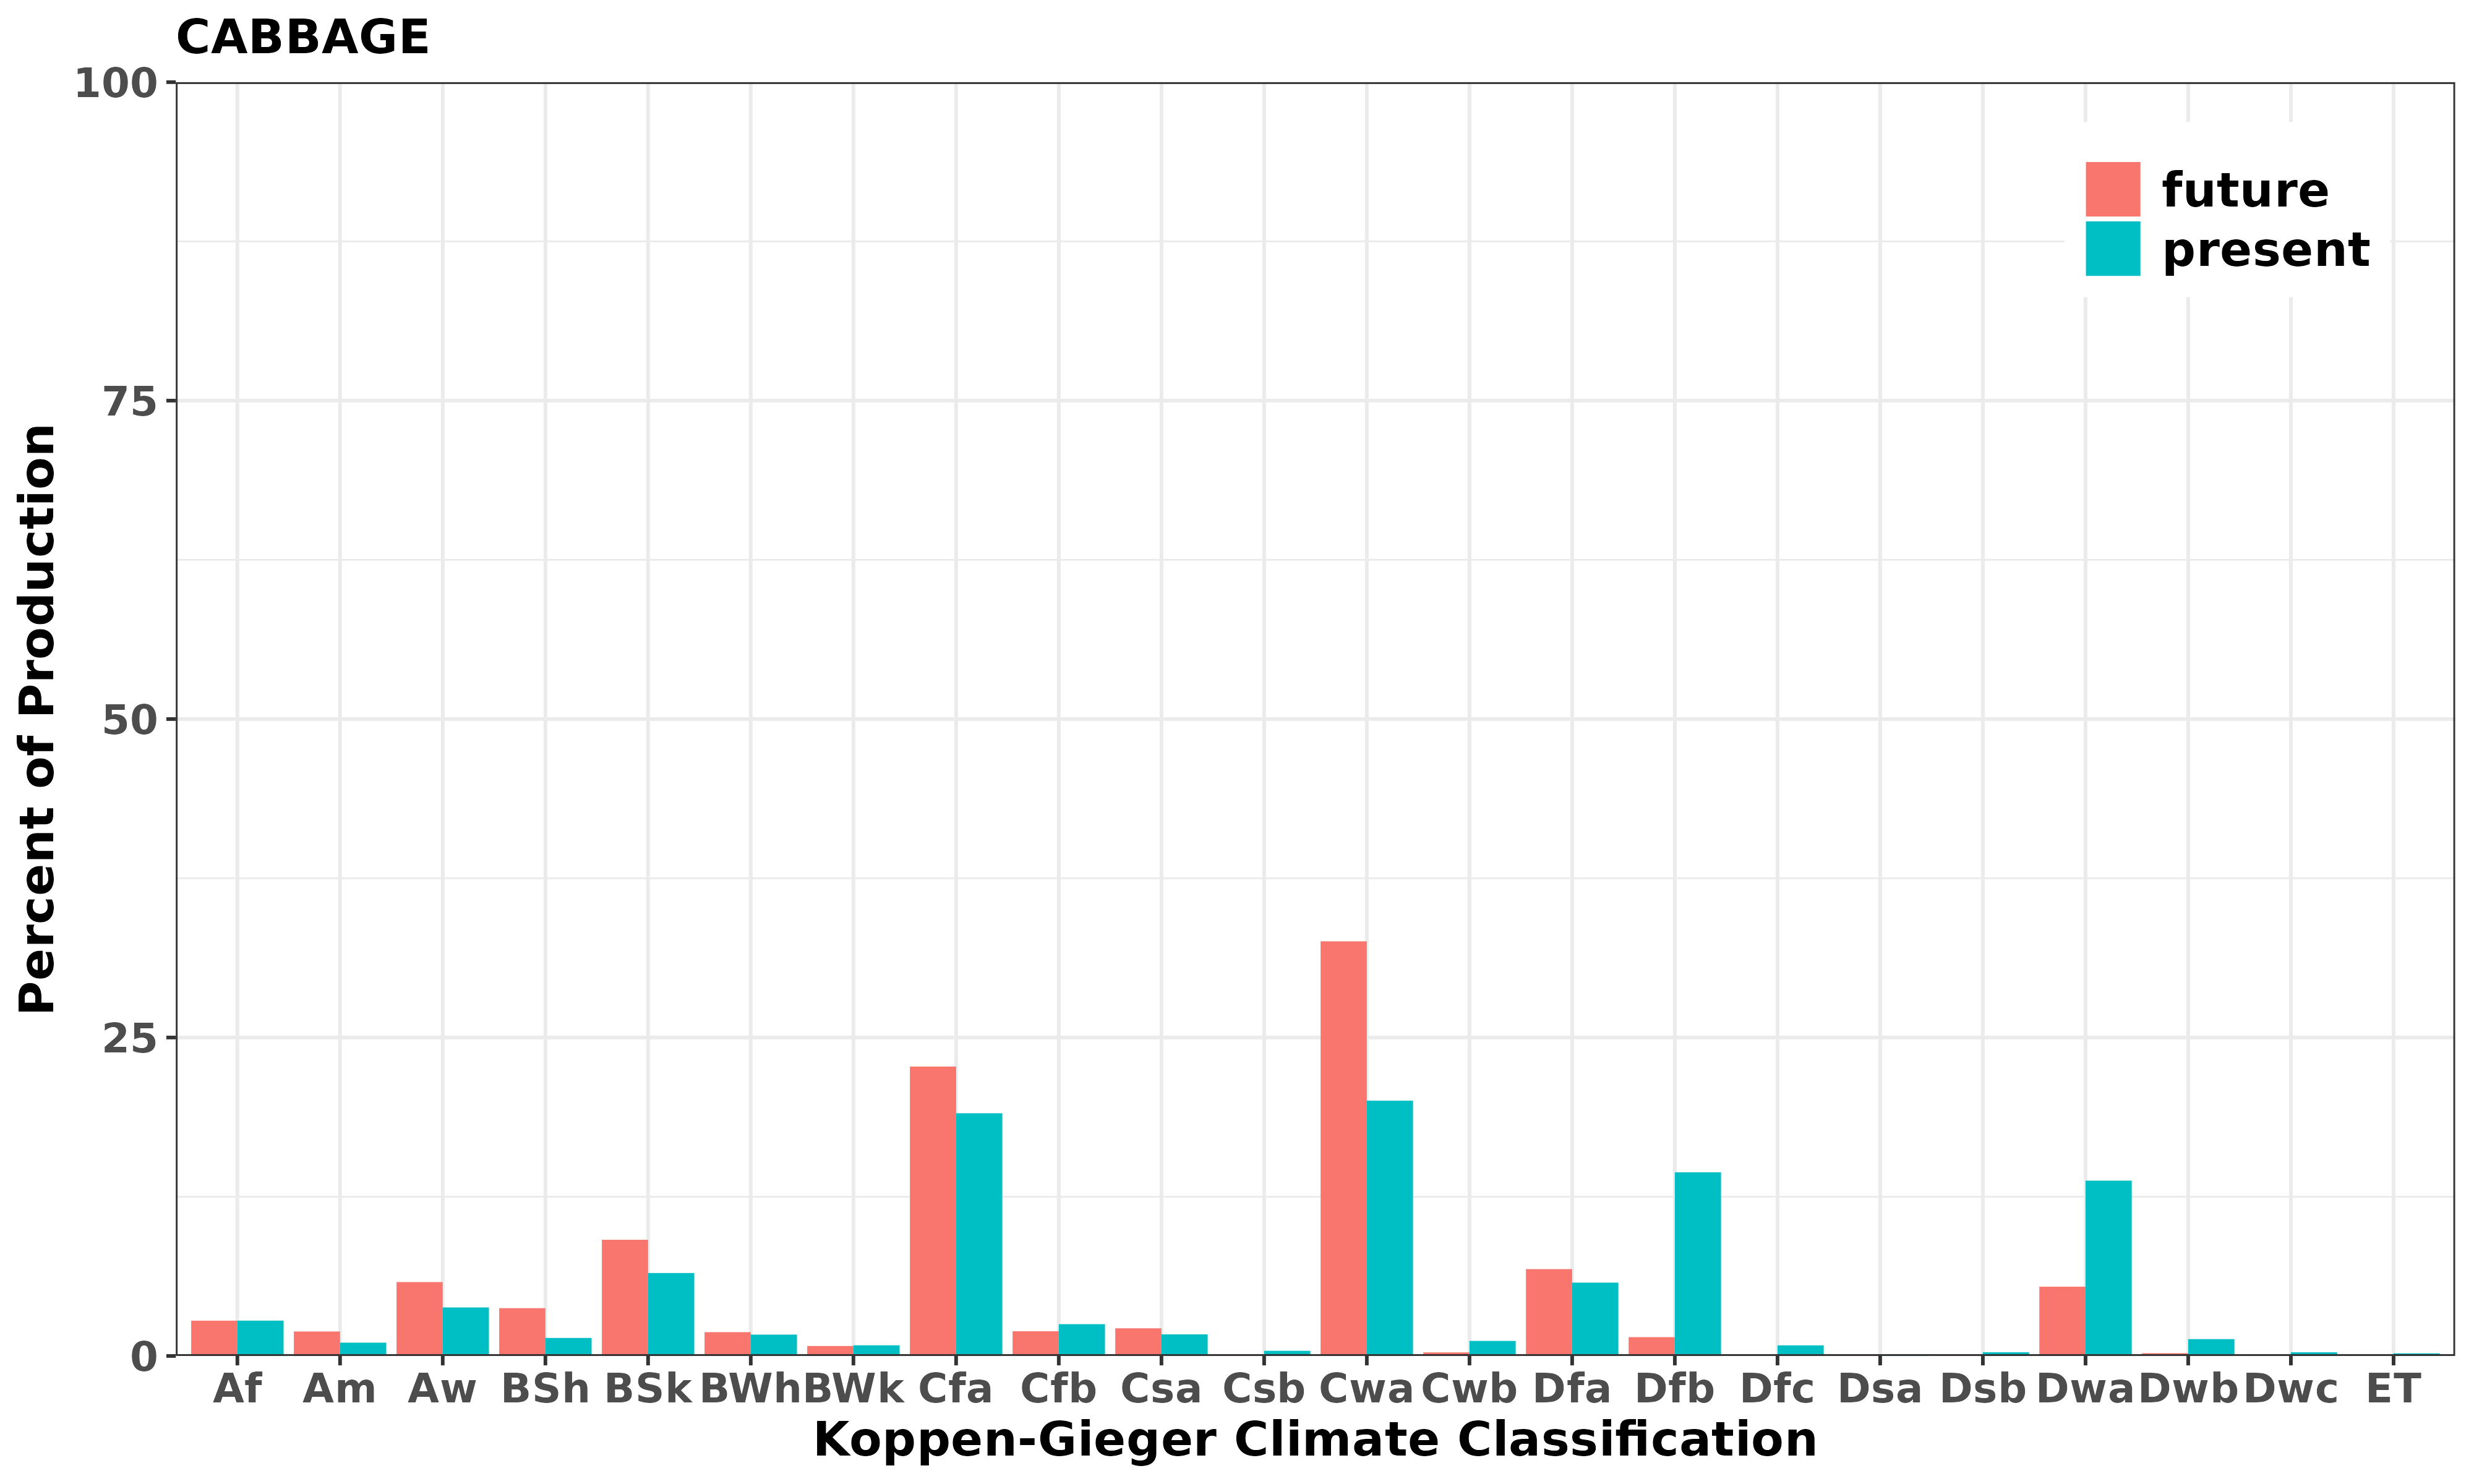 CABBAGE
100
75
50
25
0
Percent of Production
future
present
Af Am Aw BSh BSk BWh BWk Cfa Cfb Csa Csb Cwa Cwb Dfa Dfb Dfc Dsa Dsb Dwa Dwb Dwc ET
Koppen-Gieger Climate Classification